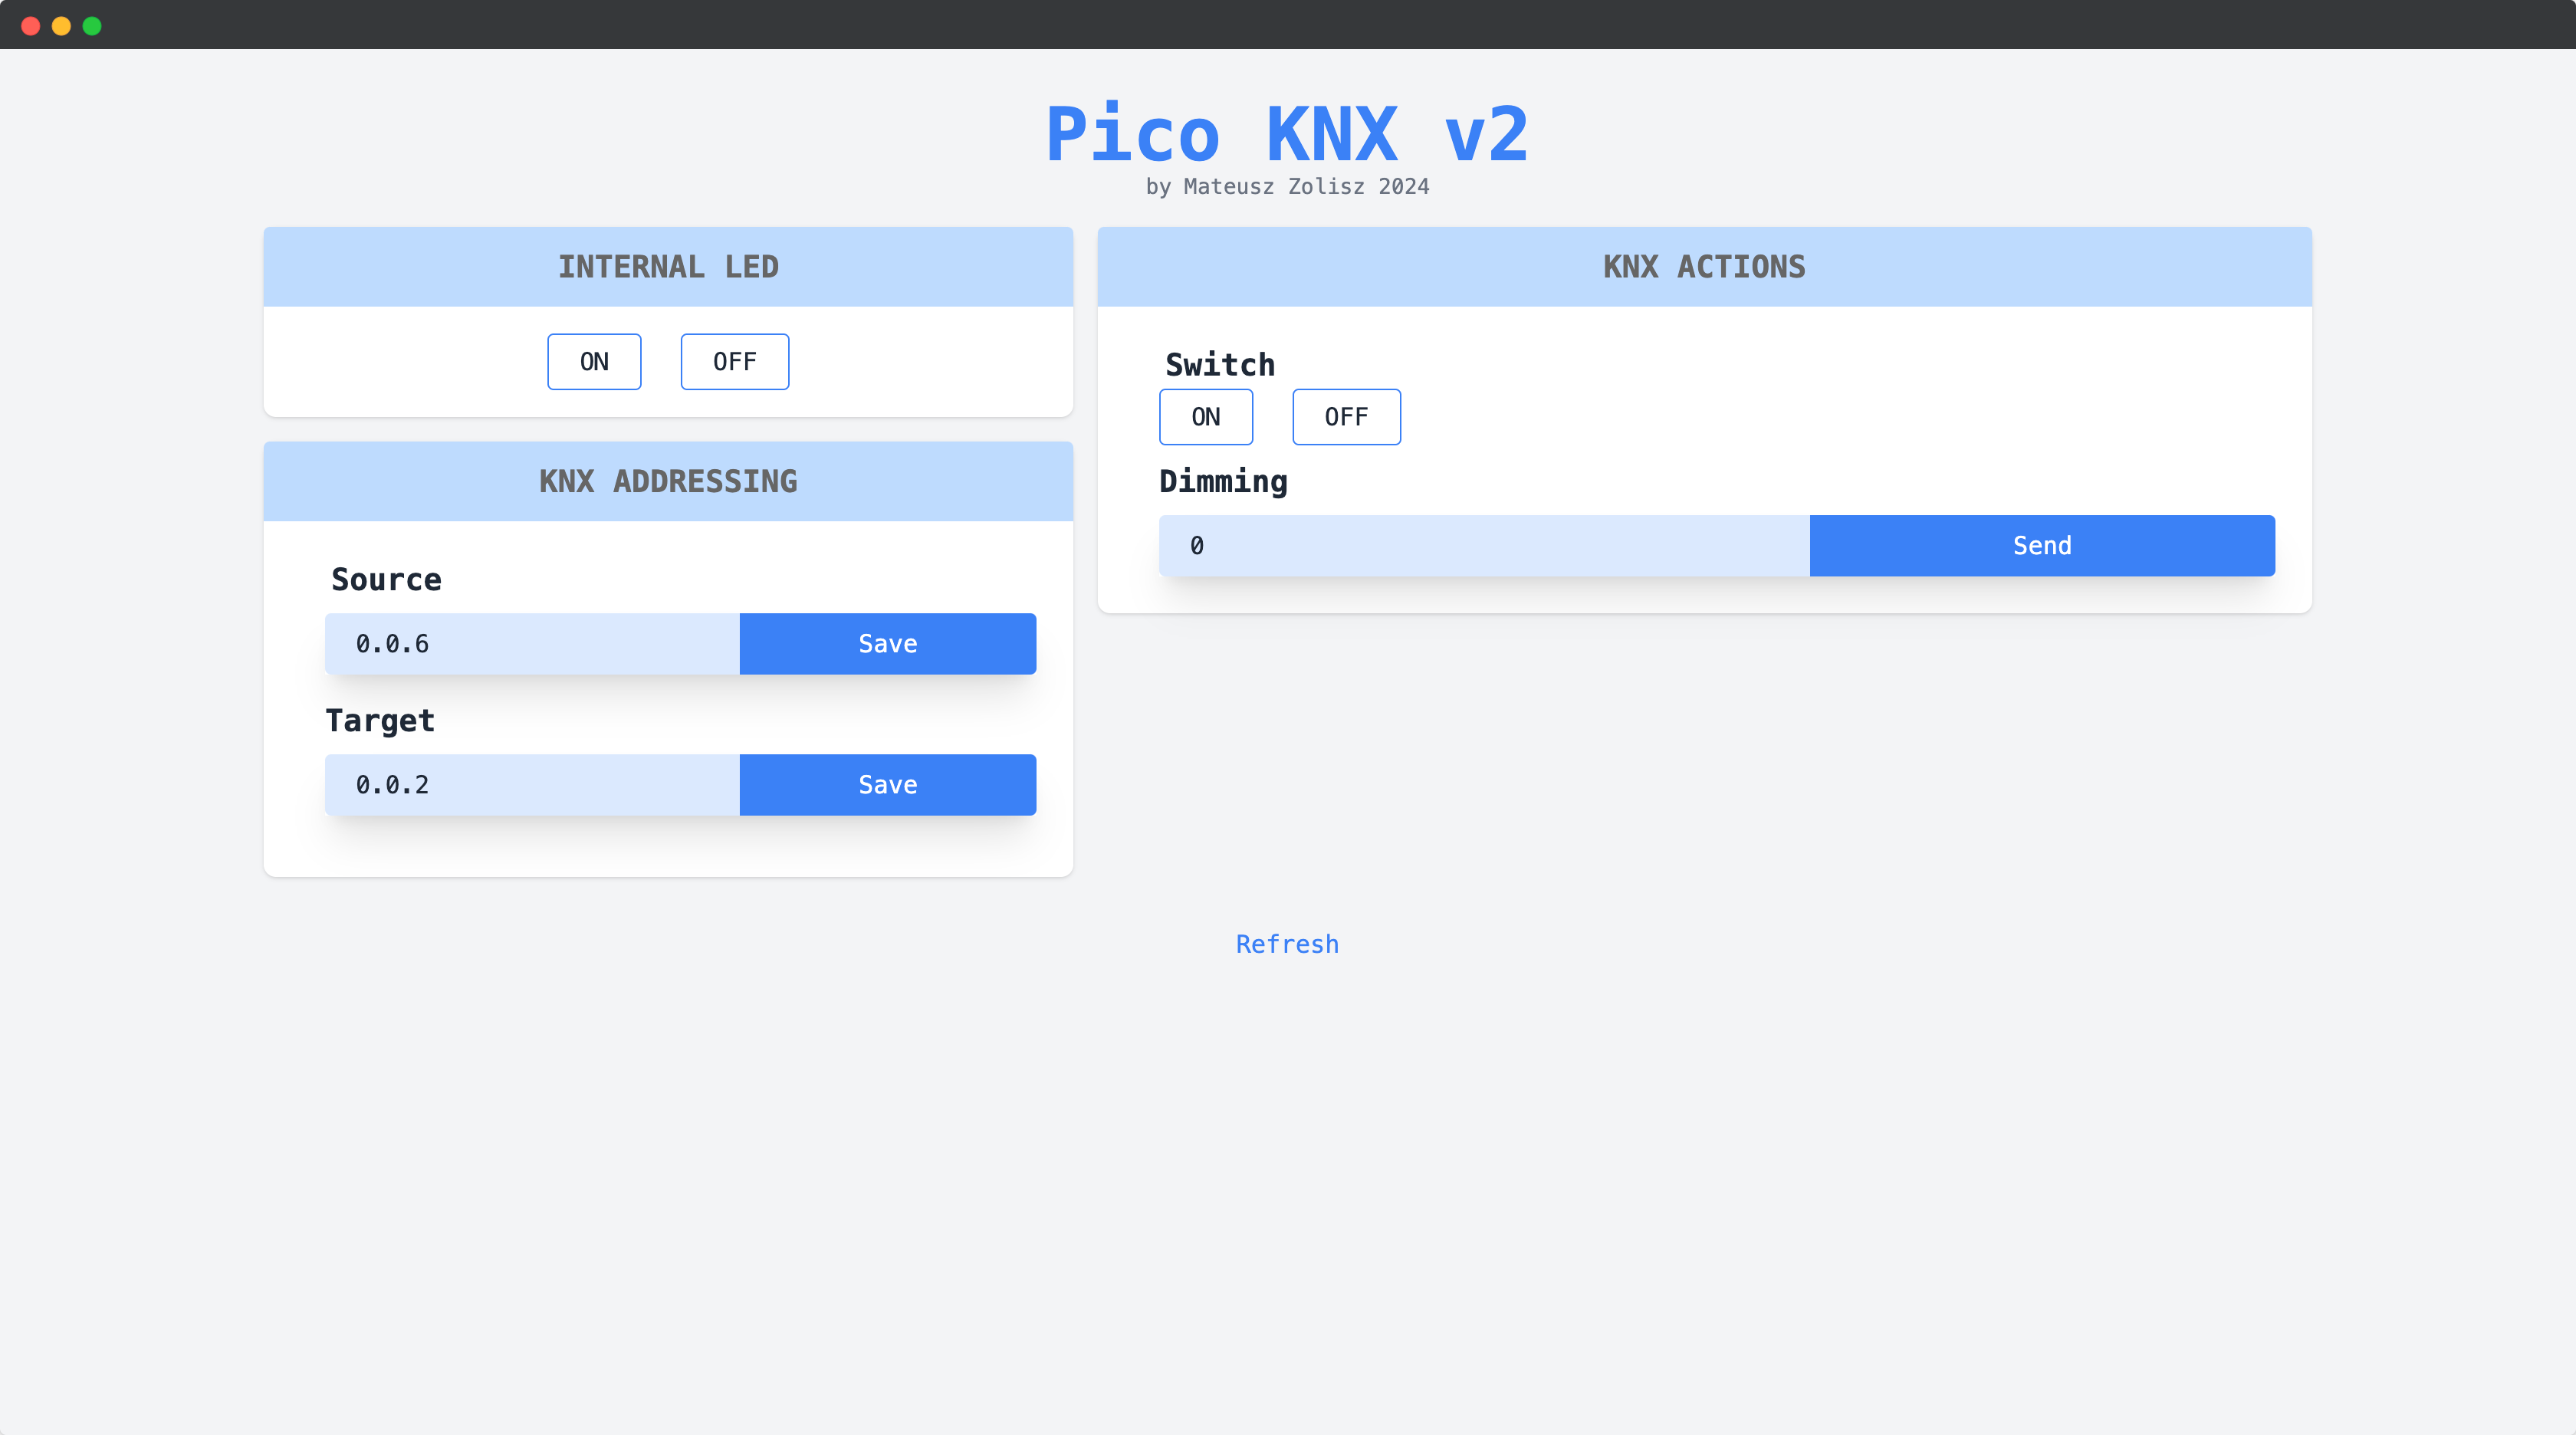 Pico KNX v2
by Mateusz Zolisz 2024
INTERNAL LED
ON OFF
KNX ADDRESSING
Source
0.0.6 Save
Target
0.0.2 Save
KNX ACTIONS
Switch
ON OFF
Dimming
0 Send
Refresh